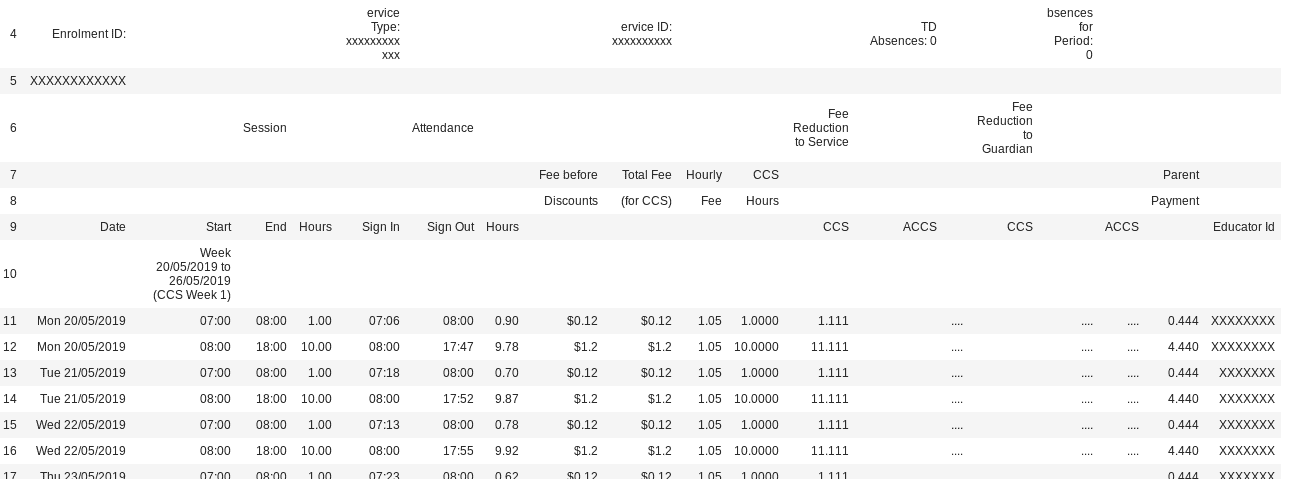 4 Enrolment ID: ervice Type: xxxxxxxxx xxx ervice ID: xxxxxxxxxx TD Absences: 0 bsences for Period: 0
5 XXXXXXXXXXXX
6 Session Attendance Fee Reduction to Service Fee Reduction to Guardian
7 Fee before Total Fee Hourly CCS Parent
8 Discounts (for CCS) Fee Hours Payment
9 Date Start End Hours Sign In Sign Out Hours CCS ACCS CCS ACCS Educator Id
10 Week 20/05/2019 to 26/05/2019 (CCS Week 1)
11 Mon 20/05/2019 07:00 08:00 1.00 07:06 08:00 0.90 $0.12 $0.12 1.05 1.0000 1.111 .... .... .... 0.444 XXXXXXXX
12 Mon 20/05/2019 08:00 18:00 10.00 08:00 17:47 9.78 $1.2 $1.2 1.05 10.0000 11.111 .... .... .... 4.440 XXXXXXXX
13 Tue 21/05/2019 07:00 08:00 1.00 07:18 08:00 0.70 $0.12 $0.12 1.05 1.0000 1.111 .... .... .... 0.444 XXXXXXX
14 Tue 21/05/2019 08:00 18:00 10.00 08:00 17:52 9.87 $1.2 $1.2 1.05 10.0000 11.111 .... .... .... 4.440 XXXXXXX
15 Wed 22/05/2019 07:00 08:00 1.00 07:13 08:00 0.78 $0.12 $0.12 1.05 1.0000 1.111 .... .... .... 0.444 XXXXXXX
16 Wed 22/05/2019 08:00 18:00 10.00 08:00 17:55 9.92 $1.2 $1.2 1.05 10.0000 11.111 .... .... .... 4.440 XXXXXXX
17 Thu 23/05/2019 07:00 08:00 1.00 07:23 08:00 0.62 $0.12 $0.12 1.05 1.0000 1.111 0.444 XXXXXXX